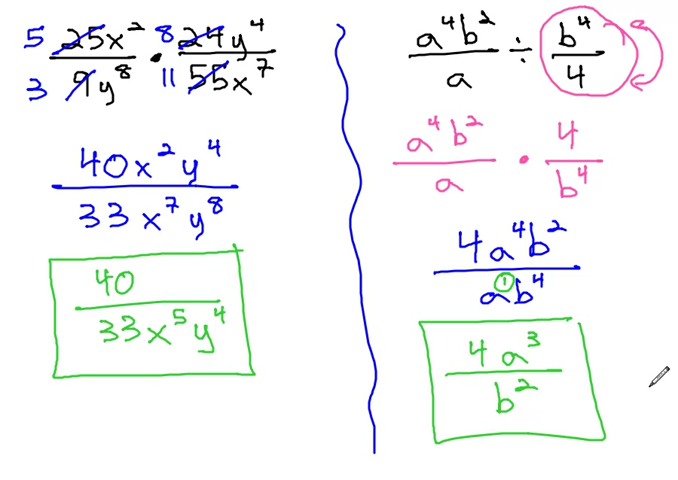 5 25x² 8 24y⁴
3 9y⁸ • 11 55x⁷
40x²y⁴
33x⁷y⁸
40
33x⁵y⁴
a⁴b² ÷ b⁴
a 4
a⁴b² • 4
a b⁴
4a⁴b²
a¹b⁴
4a³
b²